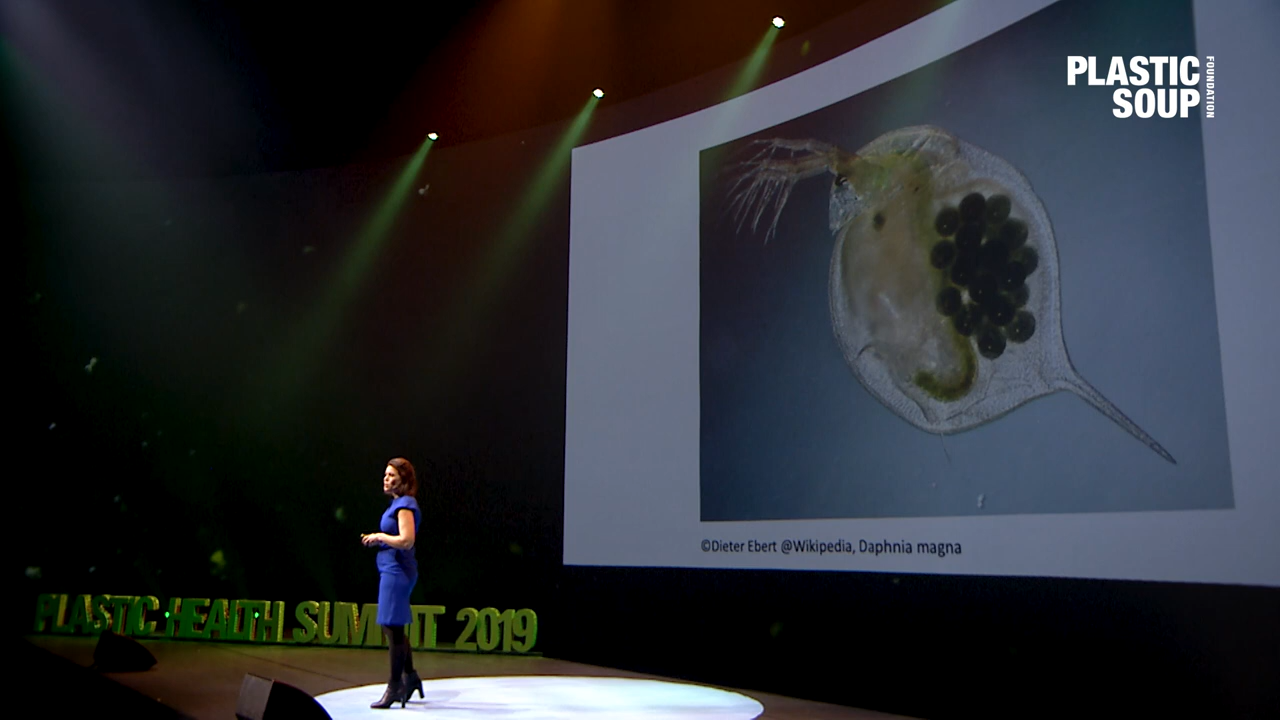 PLASTIC
SOUP
FOUNDATION
©Dieter Ebert @Wikipedia, Daphnia magna
PLASTIC HEALTH SUMMIT 2019